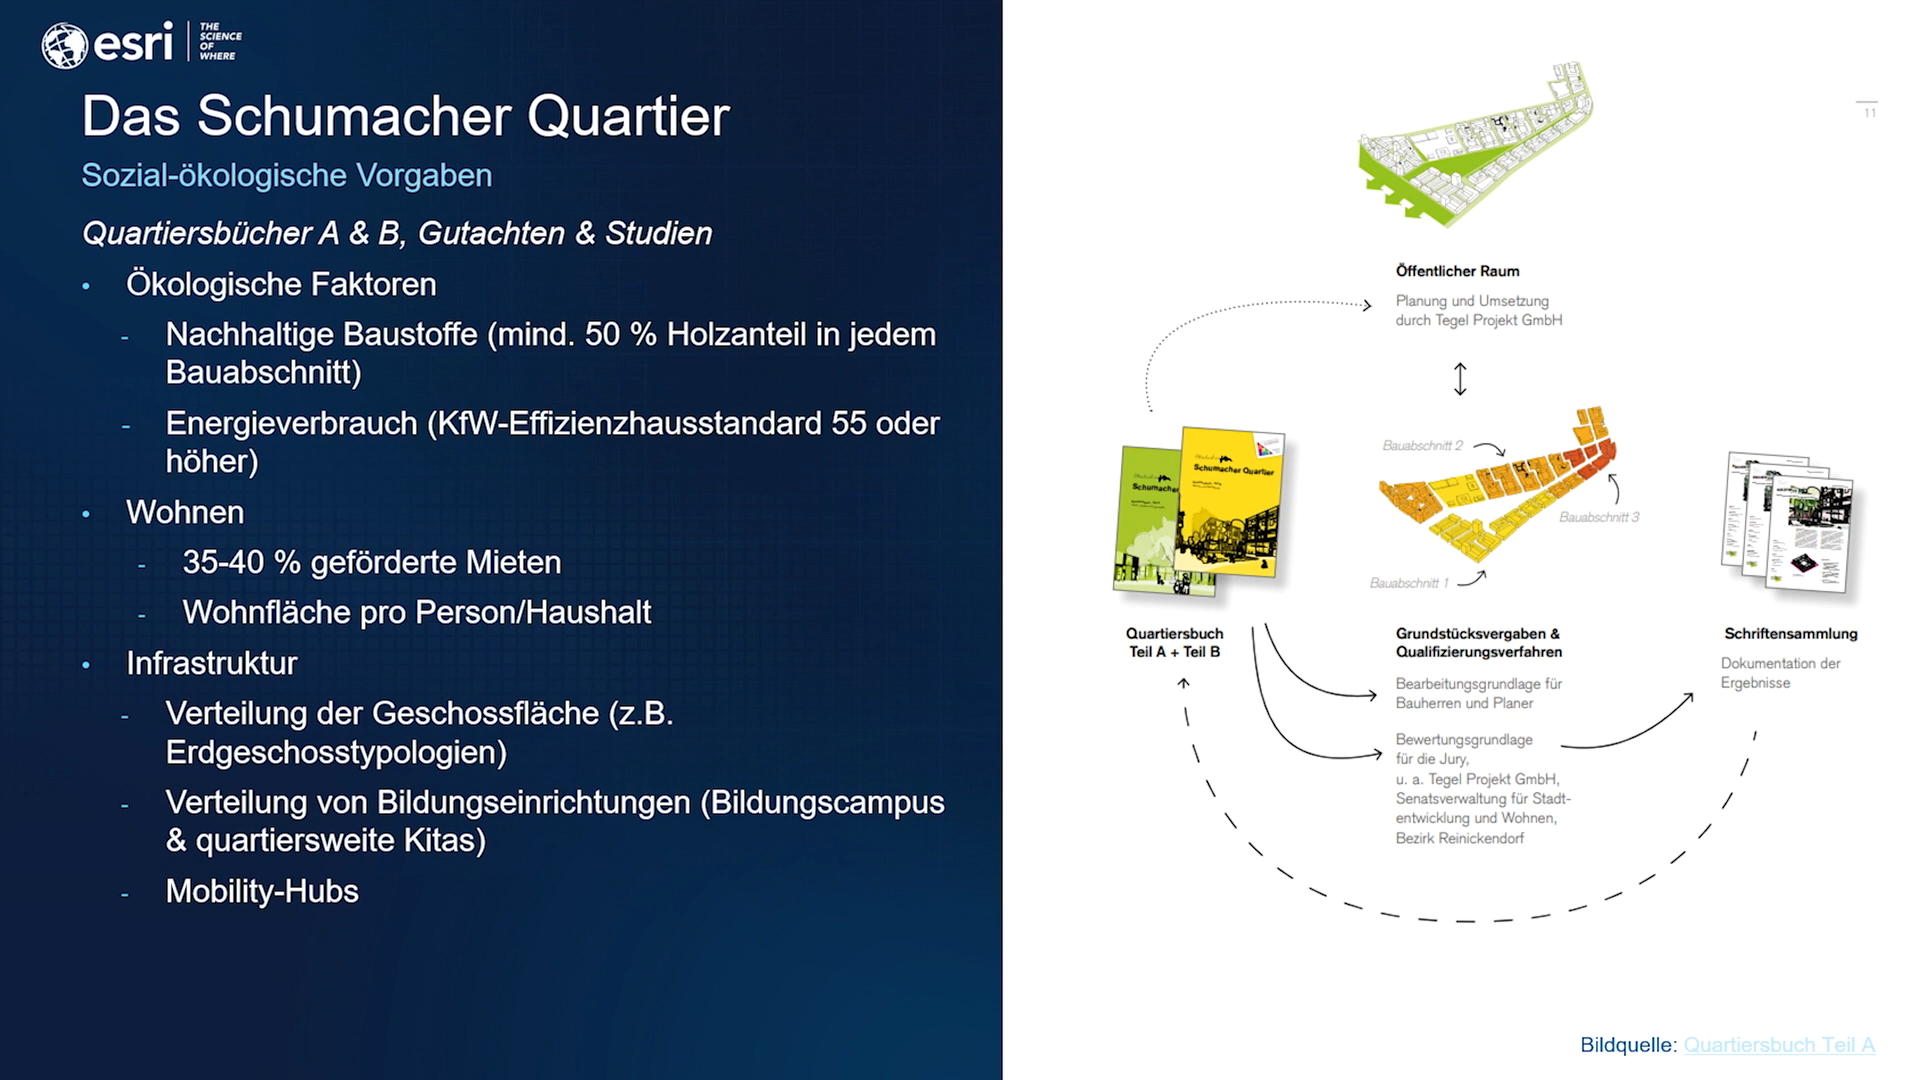 esri
THE
SCIENCE
OF
WHERE
Das Schumacher Quartier
Sozial-ökologische Vorgaben
Quartiersbücher A & B, Gutachten & Studien
• Ökologische Faktoren
- Nachhaltige Baustoffe (mind. 50 % Holzanteil in jedem
Bauabschnitt)
- Energieverbrauch (KfW-Effizienzhausstandard 55 oder
höher)
• Wohnen
- 35-40 % geförderte Mieten
- Wohnfläche pro Person/Haushalt
• Infrastruktur
- Verteilung der Geschossfläche (z.B.
Erdgeschosstypologien)
- Verteilung von Bildungseinrichtungen (Bildungscampus
& quartiersweite Kitas)
- Mobility-Hubs
11
Öffentlicher Raum
Planung und Umsetzung
durch Tegel Projekt GmbH
Bauabschnitt 2
Bauabschnitt 3
Bauabschnitt 1
Schumacher
Schumacher Quartier
Quartiersbuch
Teil A + Teil B
Grundstücksvergaben &
Qualifizierungsverfahren
Bearbeitungsgrundlage für
Bauherren und Planer
Bewertungsgrundlage
für die Jury,
u. a. Tegel Projekt GmbH,
Senatsverwaltung für Stadt-
entwicklung und Wohnen,
Bezirk Reinickendorf
Schriftensammlung
Dokumentation der
Ergebnisse
Bildquelle: Quartiersbuch Teil A